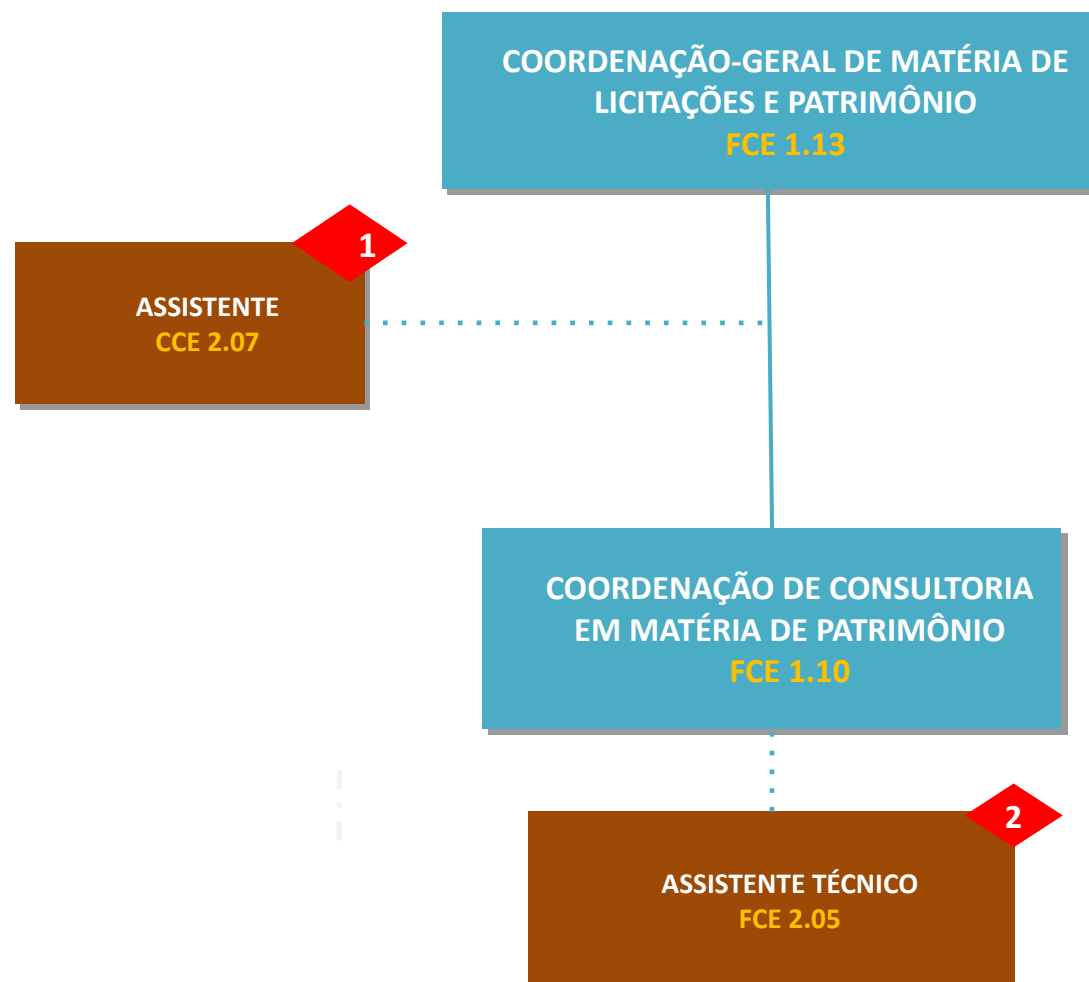 COORDENAÇÃO-GERAL DE MATÉRIA DE
LICITAÇÕES E PATRIMÔNIO
FCE 1.13
1
ASSISTENTE
CCE 2.07
COORDENAÇÃO DE CONSULTORIA
EM MATÉRIA DE PATRIMÔNIO
FCE 1.10
2
ASSISTENTE TÉCNICO
FCE 2.05